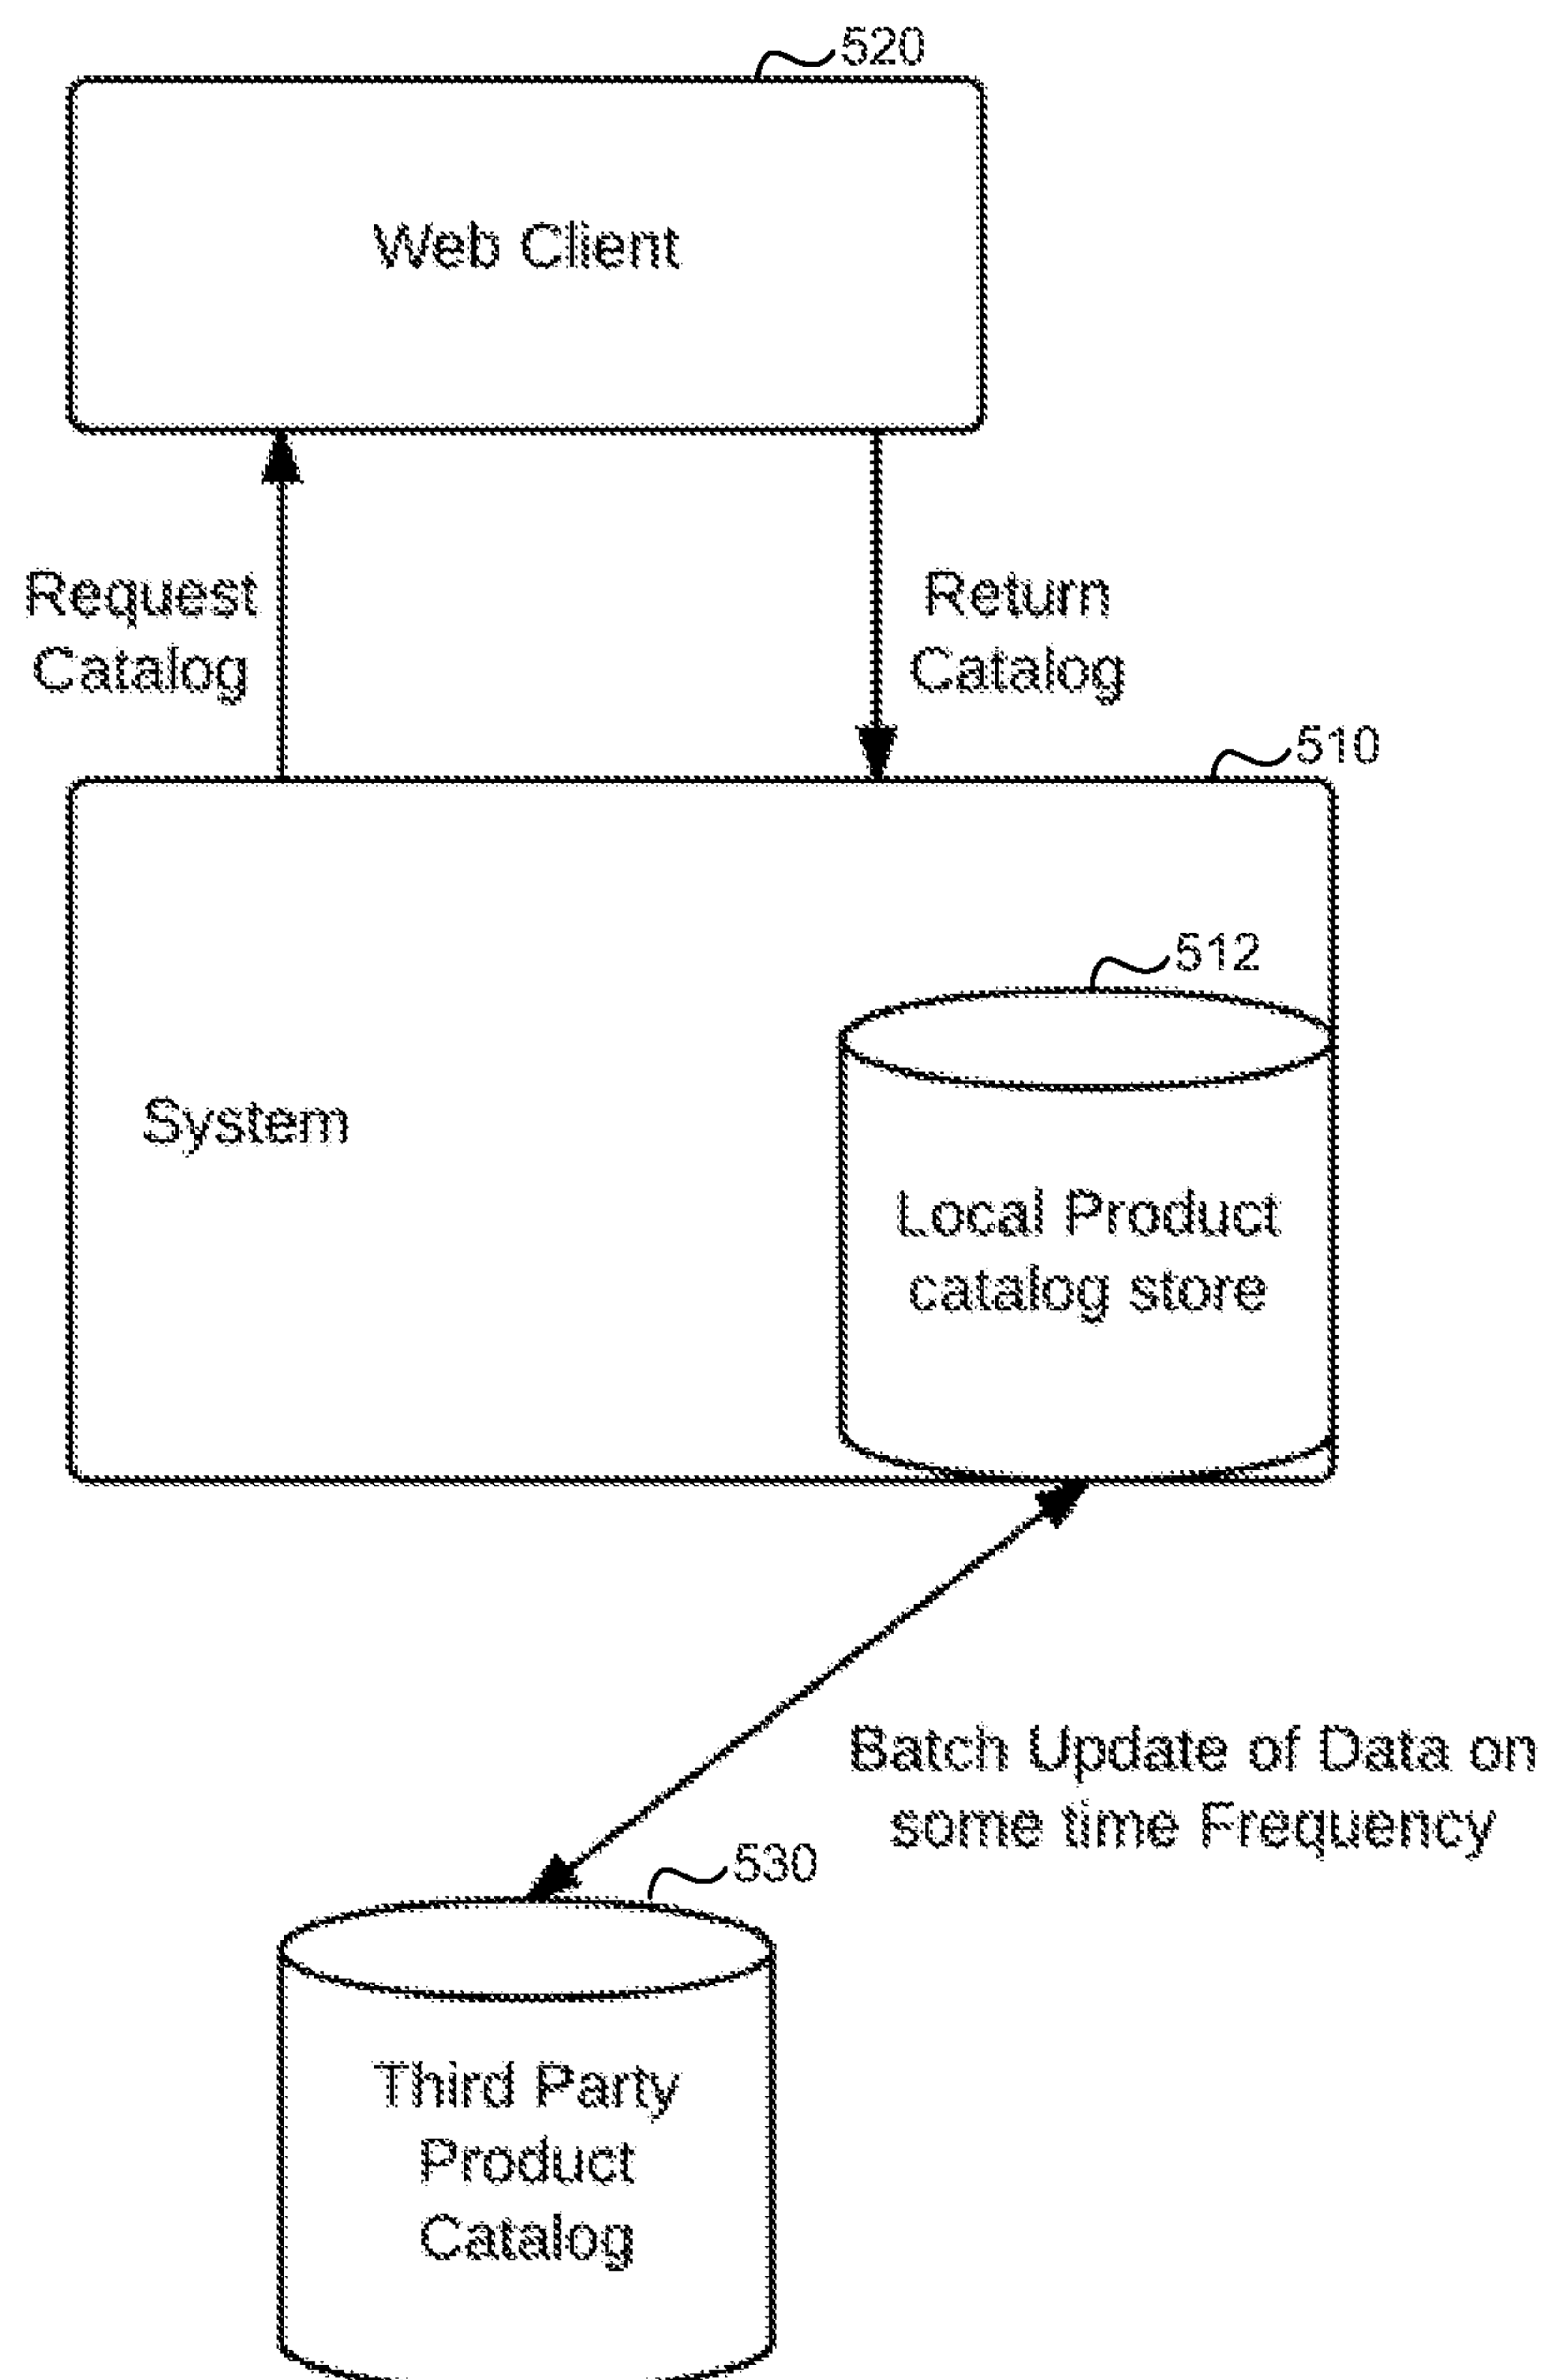 520
Web Client
Request
Catalog
Return
Catalog
510
512
System
Local Product
catalog store
Batch Update of Data on
some time Frequency
530
Third Party
Product
Catalog